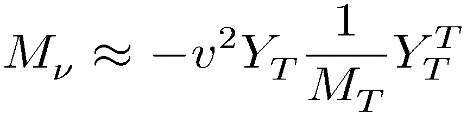 $M_\nu \approx -v^2 Y_T \frac{1}{M_T} Y_T^T$